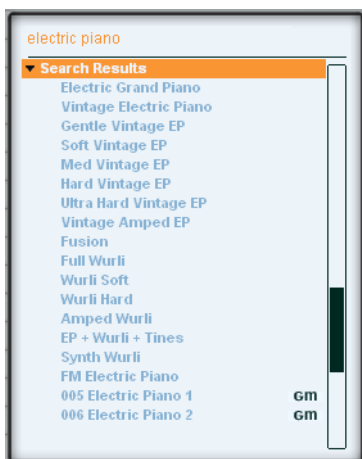 electric piano
Search Results
Electric Grand Piano
Vintage Electric Piano
Gentle Vintage EP
Soft Vintage EP
Med Vintage EP
Hard Vintage EP
Ultra Hard Vintage EP
Vintage Amped EP
Fusion
Full Wurli
Wurli Soft
Wurli Hard
Amped Wurli
EP + Wurli + Tines
Synth Wurli
FM Electric Piano
005 Electric Piano 1 GM
006 Electric Piano 2 GM